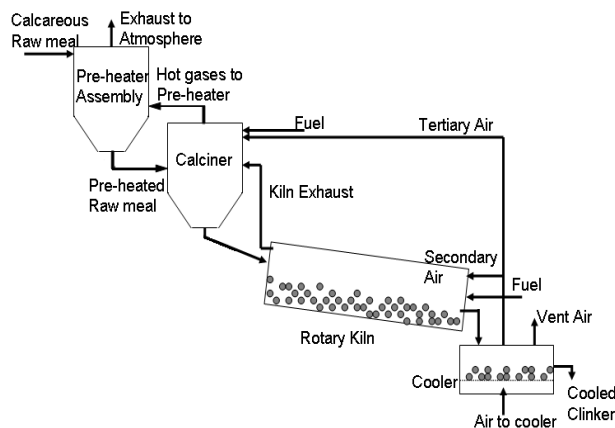 Calcareous
Raw meal
Exhaust to
Atmosphere
Pre-heater
Assembly
Hot gases to
Pre-heater
Fuel
Tertiary Air
Calciner
Pre-heated
Raw meal
Kiln Exhaust
Secondary
Air
Fuel
Rotary Kiln
Vent Air
Cooler
Cooled
Clinker
Air to cooler